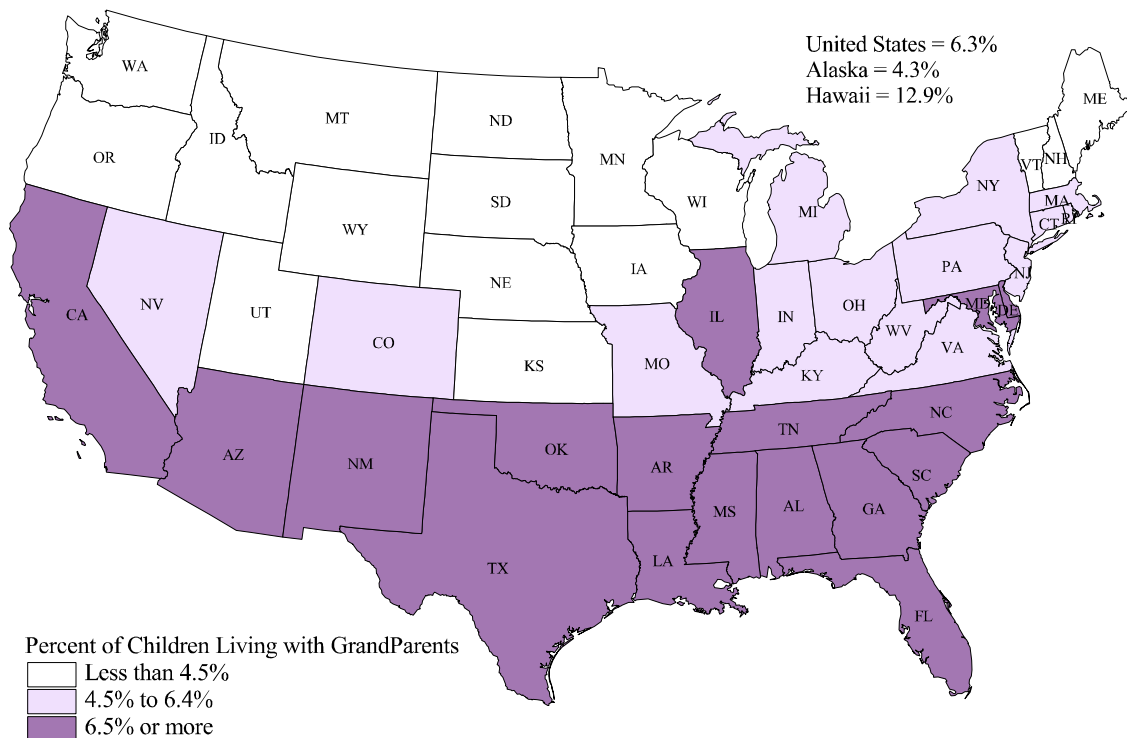 United States = 6.3%
Alaska = 4.3%
Hawaii = 12.9%
WA
MT
ND
MN
ME
ID
OR
SD
WI
MI
NY
VT
NH
MA
CT
RI
WY
IA
NE
PA
NJ
NV
UT
CO
KS
MO
IL
IN
OH
WV
MD
DE
VA
KY
CA
AZ
NM
OK
AR
TN
NC
SC
MS
AL
GA
TX
LA
FL
Percent of Children Living with GrandParents
Less than 4.5%
4.5% to 6.4%
6.5% or more